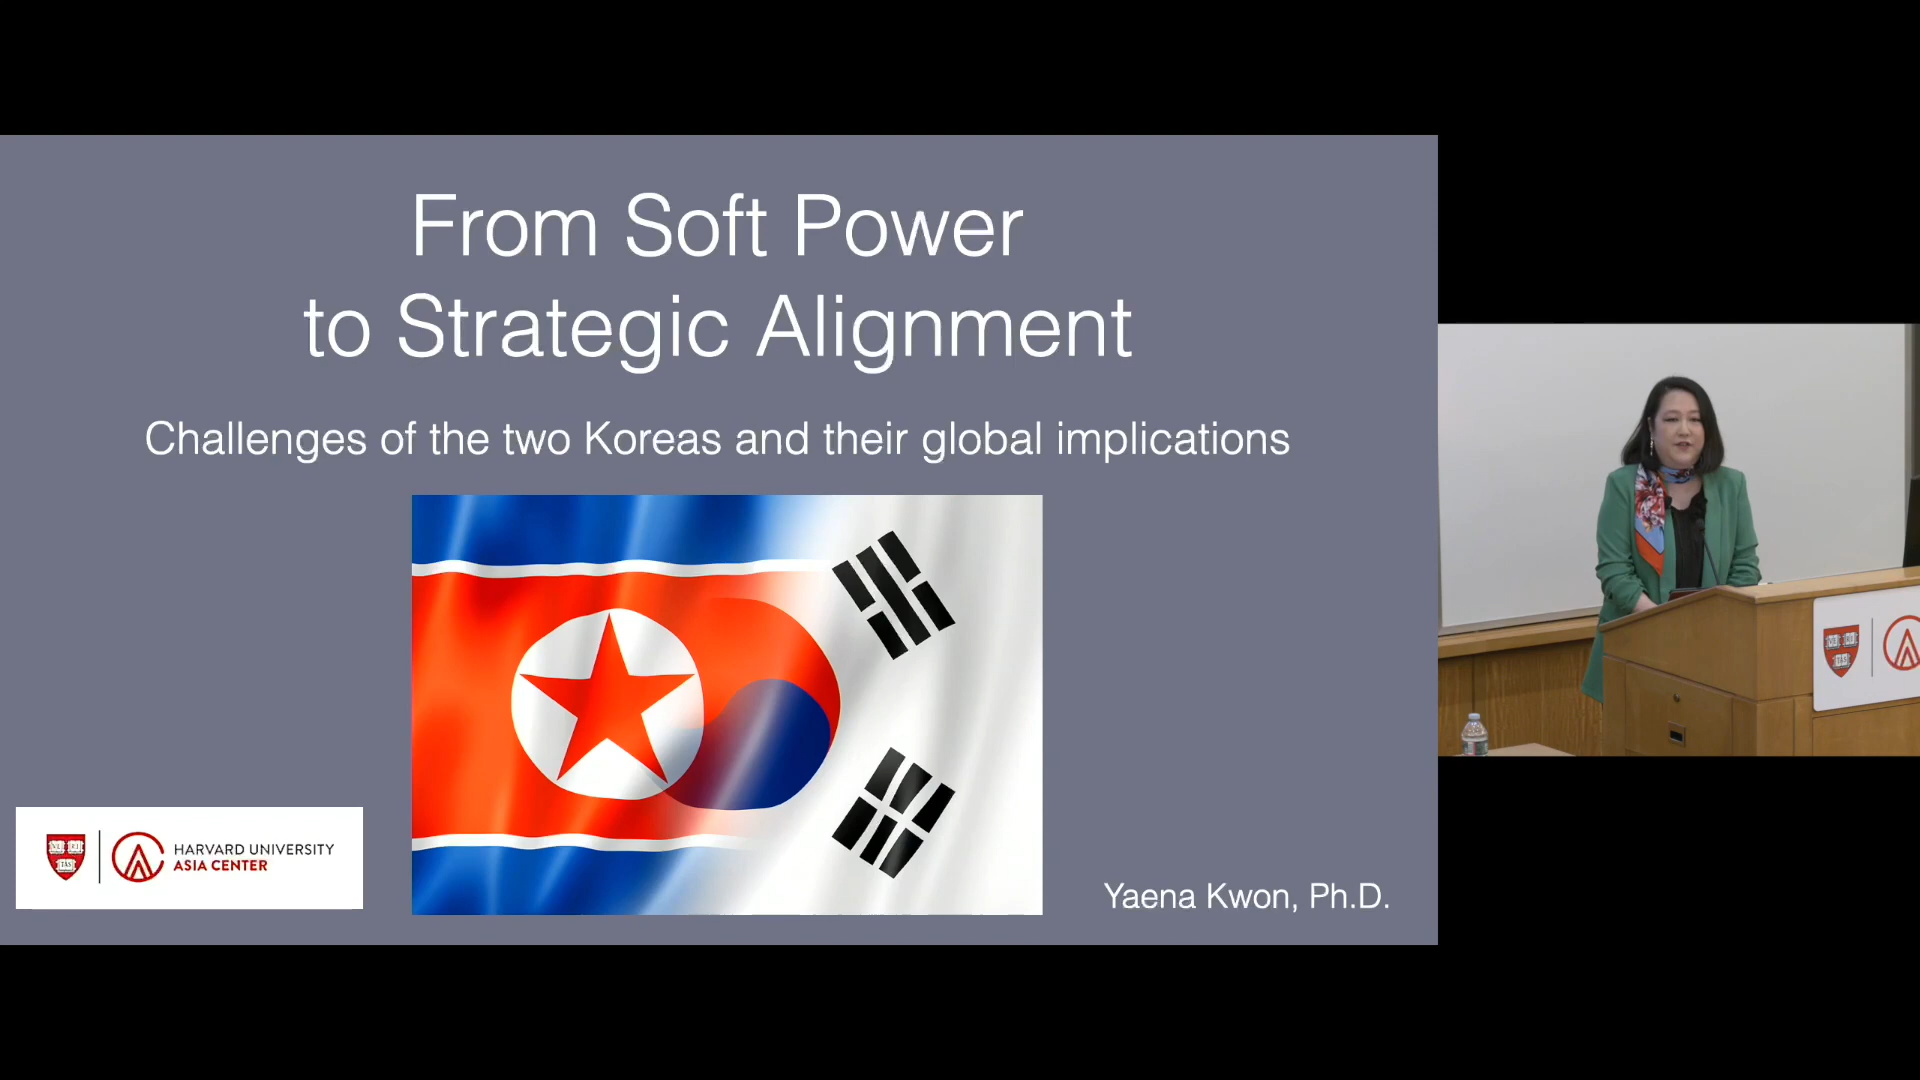 From Soft Power
to Strategic Alignment
Challenges of the two Koreas and their global implications
HARVARD UNIVERSITY
ASIA CENTER
Yaena Kwon, Ph.D.